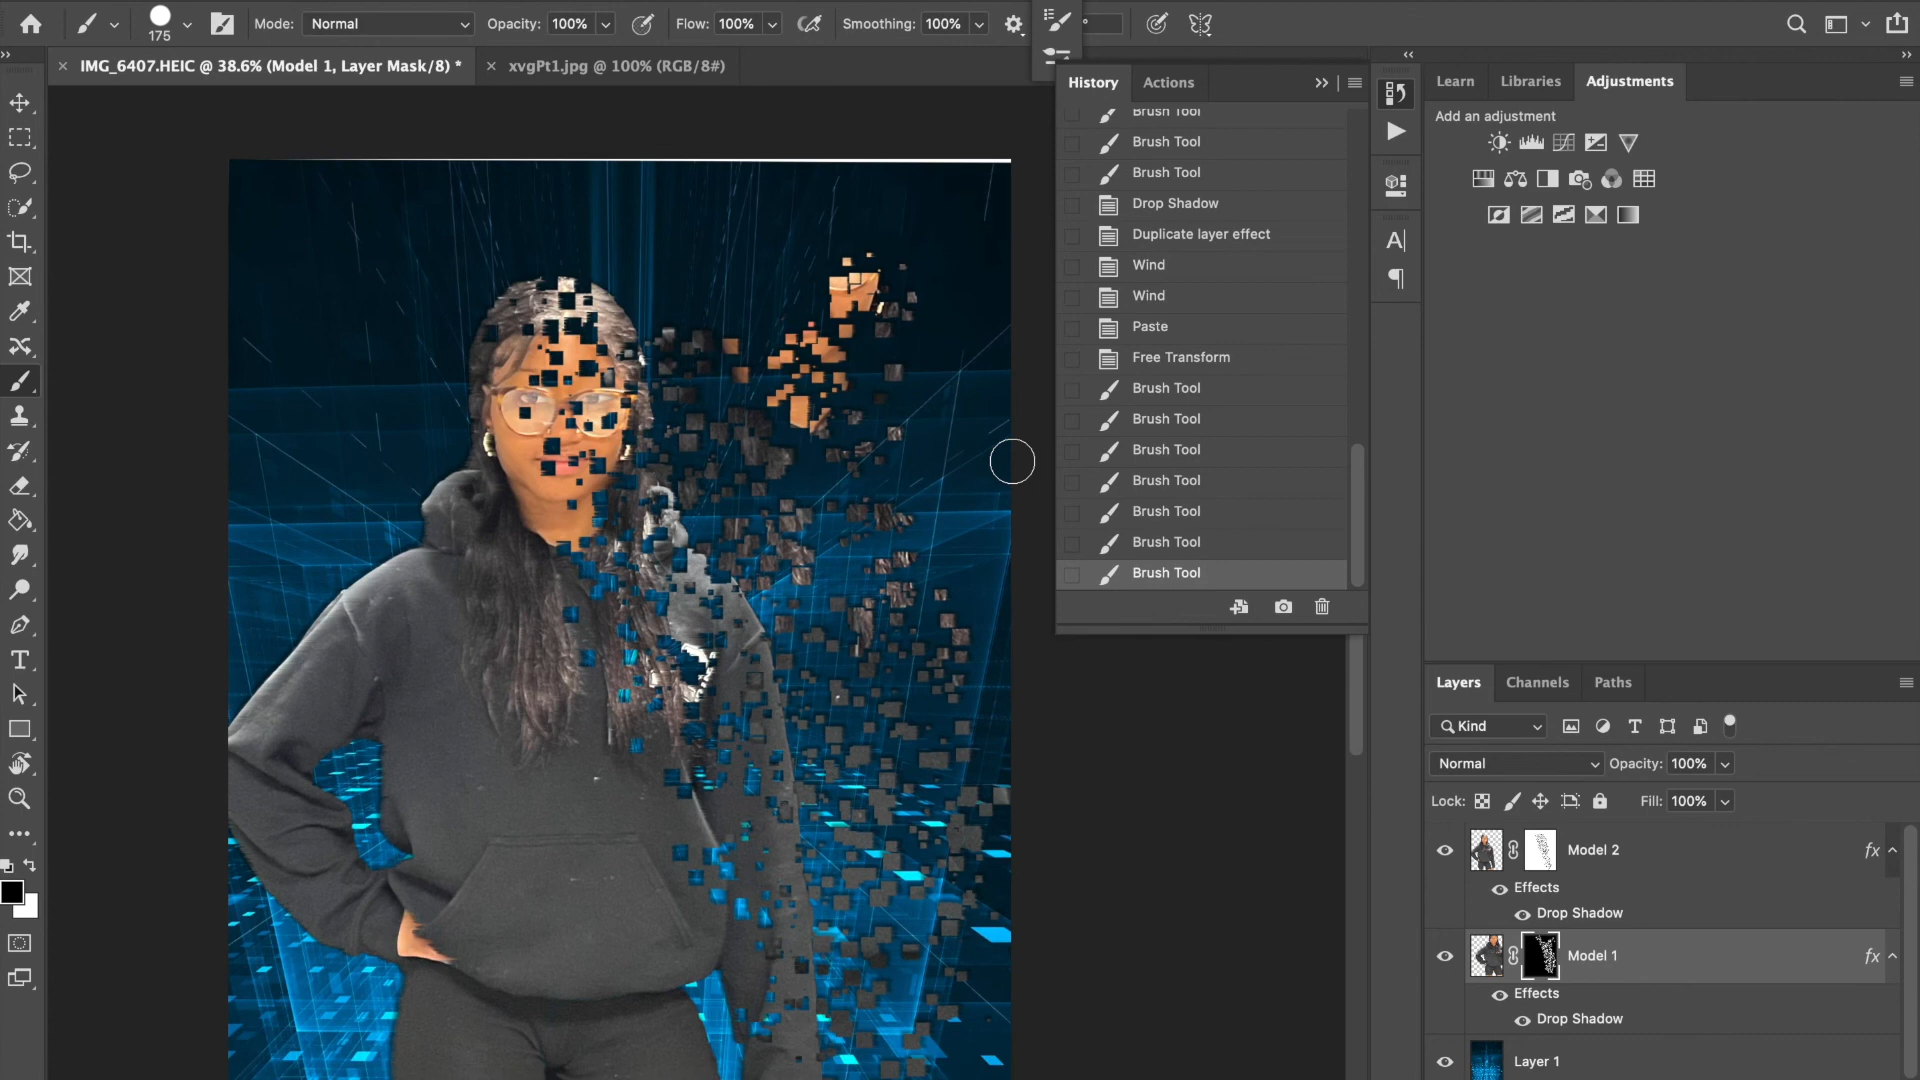 175
Mode: Normal
Opacity: 100%
Flow: 100%
Smoothing: 100%
°
IMG_6407.HEIC @ 38.6% (Model 1, Layer Mask/8) *
xvgPt1.jpg @ 100% (RGB/8#)
History
Actions
Brush Tool
Brush Tool
Brush Tool
Drop Shadow
Duplicate layer effect
Wind
Wind
Paste
Free Transform
Brush Tool
Brush Tool
Brush Tool
Brush Tool
Brush Tool
Brush Tool
Brush Tool
Learn
Libraries
Adjustments
Add an adjustment
Layers
Channels
Paths
Kind
Normal
Opacity: 100%
Lock:
Fill: 100%
Model 2
fx
Effects
Drop Shadow
Model 1
fx
Effects
Drop Shadow
Layer 1